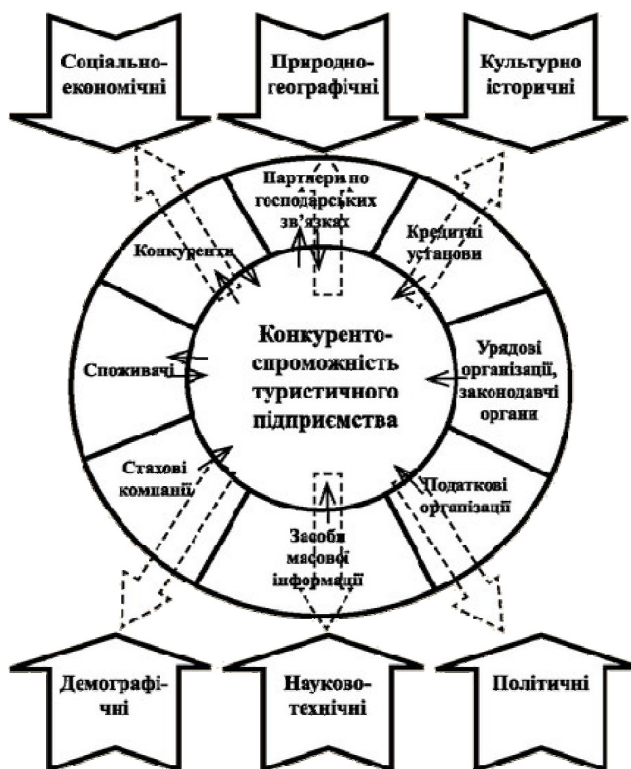 Соціально-
економічні
Природно-
географічні
Культурно
історичні
Партнери по
господарських
зв’язках
Конкуренти
Кредитні
установи
Споживачі
Конкуренто-
спроможність
туристичного
підприємства
Урядові
організації,
законодавчі
органи
Стахові
компанії
Засоби
масової
інформації
Податкові
організації
Демографі-
чні
Науково-
технічні
Політичні